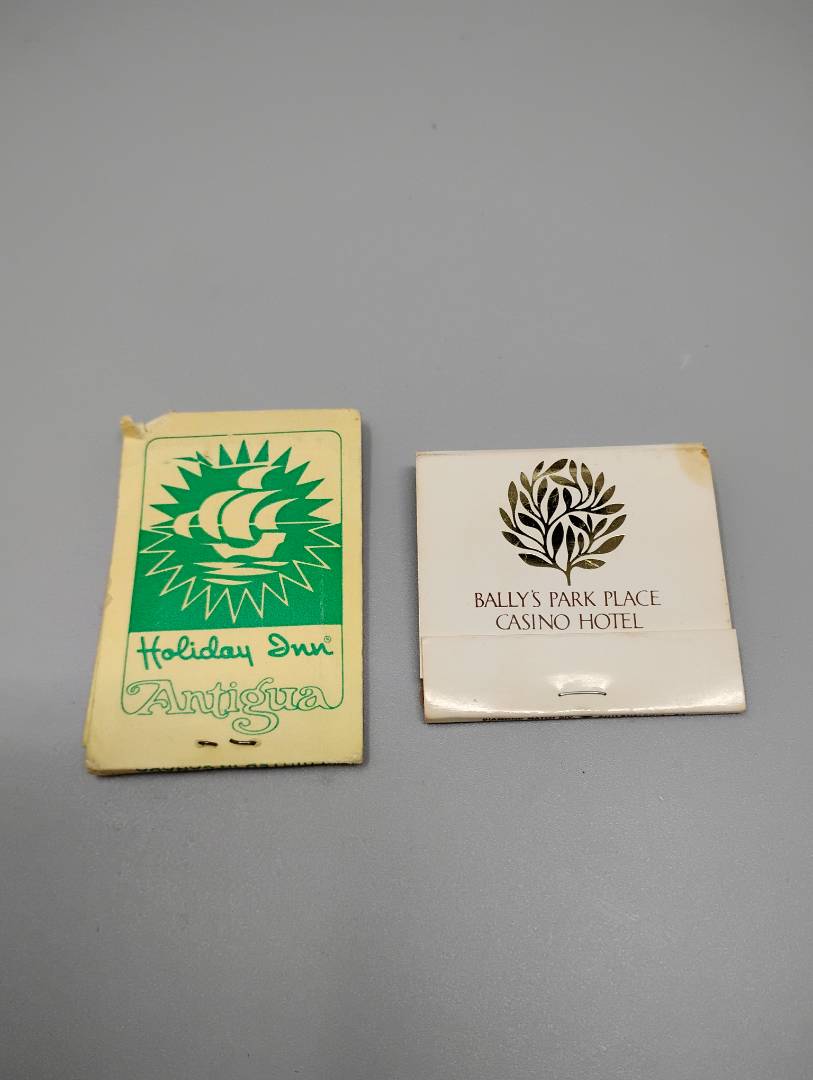 Holiday Inn®
Antigua
BALLY'S PARK PLACE
CASINO HOTEL